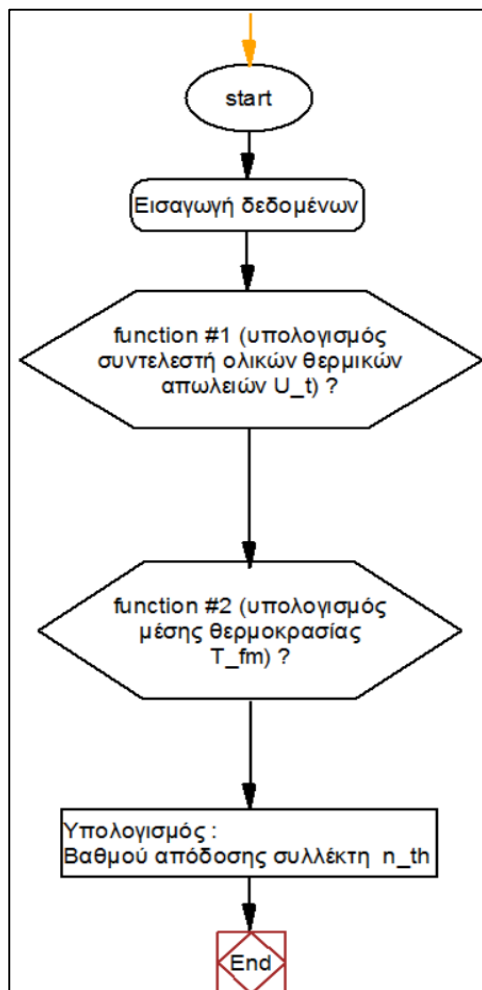 start
Εισαγωγή δεδομένων
function #1 (υπολογισμός
συντελεστή ολικών θερμικών
απωλειών U_t) ?
function #2 (υπολογισμός
μέσης θερμοκρασίας
T_fm) ?
Υπολογισμός :
Βαθμού απόδοσης συλλέκτη n_th
End